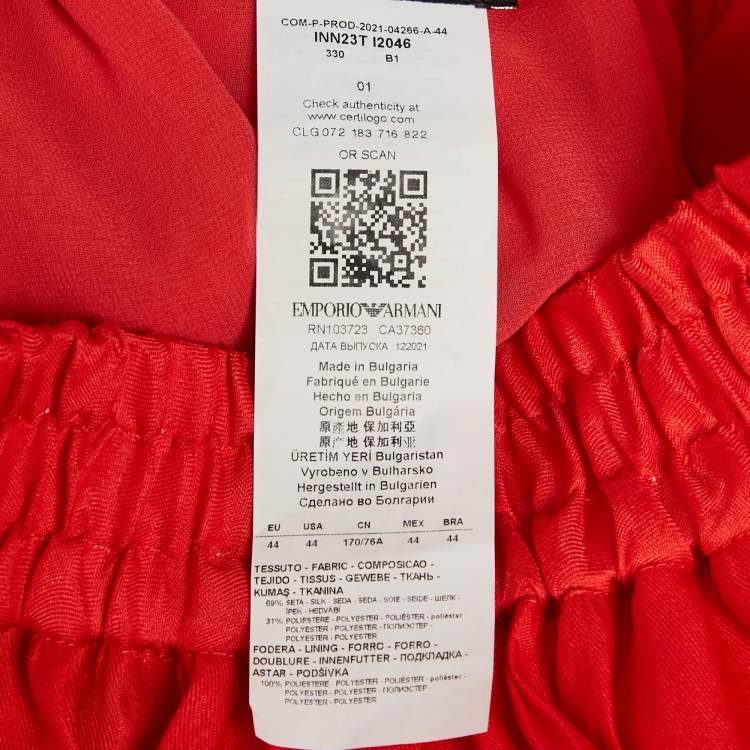 COM-P-PROD-2021-04266-A-44
INN23T I2046
330 B1
01
Check authenticity at
www.certilogo.com
CLG 072 183 716 822
QR SCAN
EMPORIO ARMANI
RN103723 CA37360
ДАТА ВЫПУСКА 122021
Made in Bulgaria
Fabriqué en Bulgarie
Hecho en Bulgaria
Origem Bulgária
原產地 保加利亞
原产地 保加利亚
ÜRETİM YERİ Bulgaristan
Vyrobeno v Bulharsko
Hergestellt in Bulgarien
Сделано во Болгарии
EU USA CN MEX BRA
44 44 170/76A 44 44
TESSUTO - FABRIC - COMPOSICAO -
TEJIDO - TISSUS - GEWEBE - ТКАНЬ -
KUMAŞ - TKANINA
69% SETA - SILK - SEDA - SEDA - SOIE - SEIDE - ШЕЛК -
İPEK - HEDVÁBÍ
31% POLIESTERE - POLYESTER - POLIÉSTER - poliéster
POLYESTER - POLYESTER - ПОЛИЭСТЕР -
POLYESTER - POLYESTER
FODERA - LINING - FORRO - FORRO -
DOUBLURE - INNENFUTTER - ПОДКЛАДКА -
ASTAR - PODŠÍVKA
100% POLIESTERE - POLYESTER - POLIÉSTER - poliéster -
POLYESTER - POLYESTER - ПОЛИЭСТЕР -
POLYESTER - POLYESTER